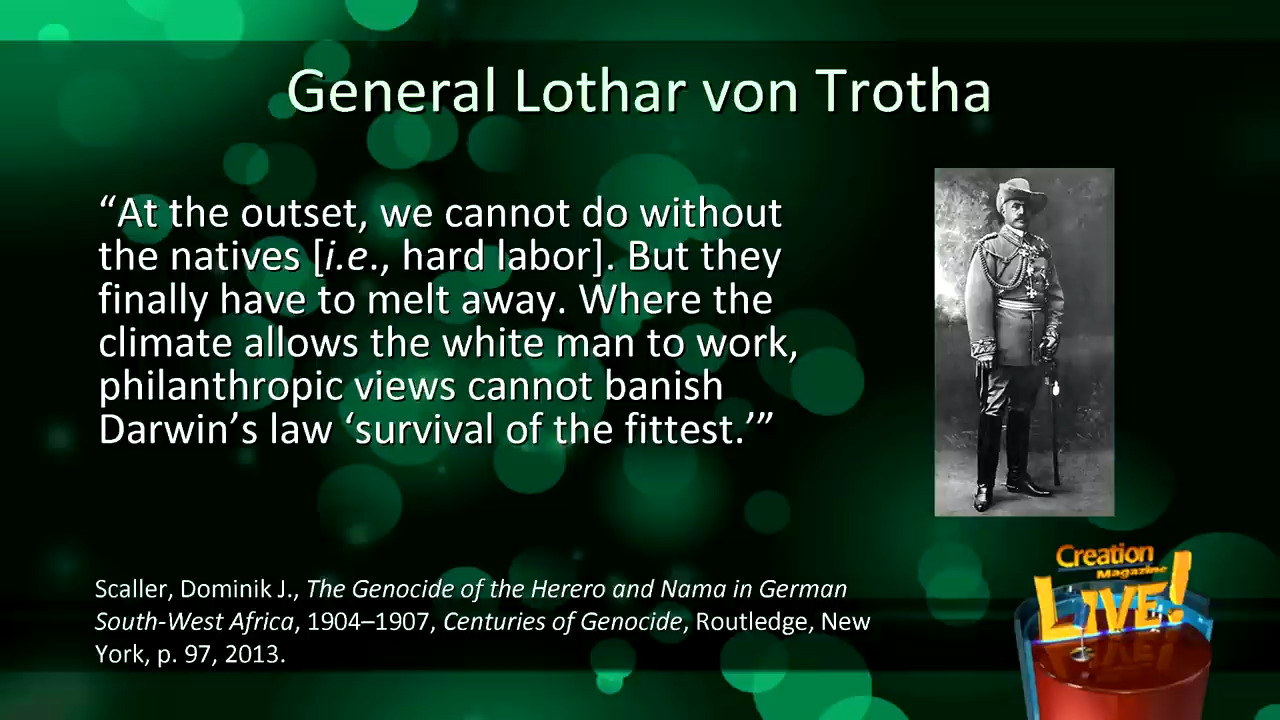 General Lothar von Trotha
“At the outset, we cannot do without
the natives [i.e., hard labor]. But they
finally have to melt away. Where the
climate allows the white man to work,
philanthropic views cannot banish
Darwin’s law ‘survival of the fittest.’”
Scaller, Dominik J., The Genocide of the Herero and Nama in German
South-West Africa, 1904–1907, Centuries of Genocide, Routledge, New
York, p. 97, 2013.
Creation
Magazine
LIVE!